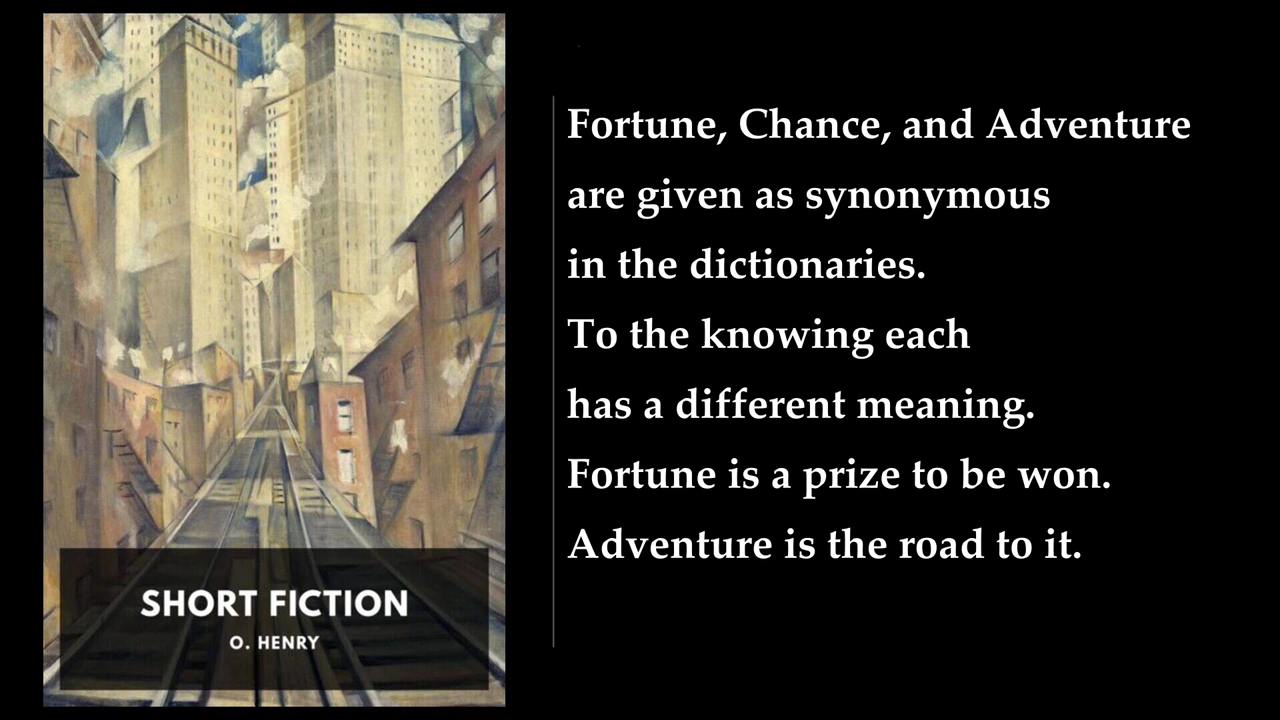 Fortune, Chance, and Adventure
are given as synonymous
in the dictionaries.
To the knowing each
has a different meaning.
Fortune is a prize to be won.
Adventure is the road to it.
SHORT FICTION
O. HENRY